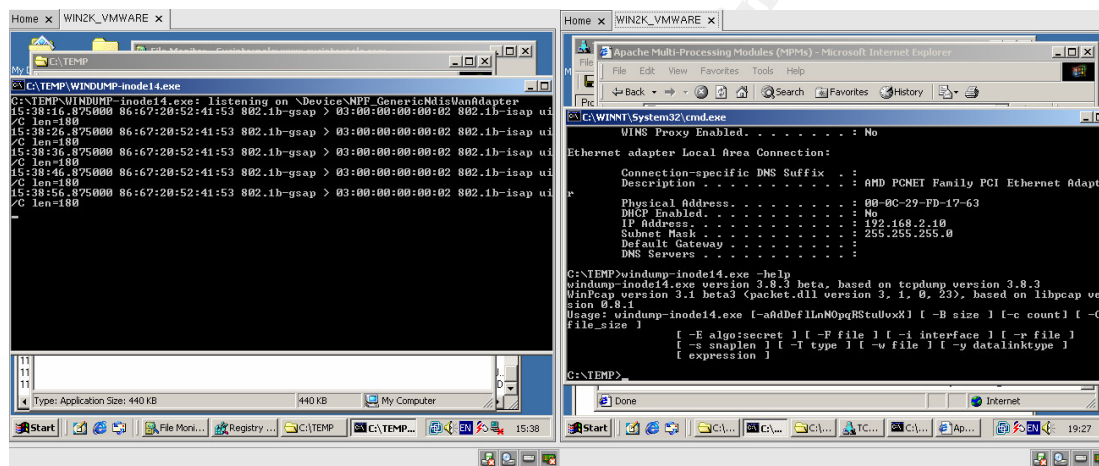 Home x WIN2K_VMWARE x
C:\TEMP
C:\TEMP\WINDUMP-inode14.exe
C:\TEMP\WINDUMP-inode14.exe: listening on \Device\NPF_GenericNdisWanAdapter
15:38:16.875000 86:67:20:52:41:53 802.1b-gsap > 03:00:00:00:00:02 802.1b-isap ui
/C len=180
15:38:26.875000 86:67:20:52:41:53 802.1b-gsap > 03:00:00:00:00:02 802.1b-isap ui
/C len=180
15:38:36.875000 86:67:20:52:41:53 802.1b-gsap > 03:00:00:00:00:02 802.1b-isap ui
/C len=180
15:38:46.875000 86:67:20:52:41:53 802.1b-gsap > 03:00:00:00:00:02 802.1b-isap ui
/C len=180
15:38:56.875000 86:67:20:52:41:53 802.1b-gsap > 03:00:00:00:00:02 802.1b-isap ui
/C len=180
11
11
11
Type: Application Size: 440 KB 440 KB My Computer
Start File Moni... Registry ... C:\TEMP C:\TEMP... EN 15:38
Home x WIN2K_VMWARE x
Apache Multi-Processing Modules (MPMs) - Microsoft Internet Explorer
File Edit View Favorites Tools Help
Back Search Favorites History
C:\WINNT\System32\cmd.exe
WINS Proxy Enabled. . . . . . . . : No
Ethernet adapter Local Area Connection:
Connection-specific DNS Suffix . :
Description . . . . . . . . . . . : AMD PCNET Family PCI Ethernet Adapt
r
Physical Address. . . . . . . . . : 00-0C-29-FD-17-63
DHCP Enabled. . . . . . . . . . . : No
IP Address. . . . . . . . . . . . : 192.168.2.10
Subnet Mask . . . . . . . . . . . : 255.255.255.0
Default Gateway . . . . . . . . . :
DNS Servers . . . . . . . . . . . :
C:\TEMP>windump-inode14.exe -help
windump-inode14.exe version 3.8.3 beta, based on tcpdump version 3.8.3
WinPcap version 3.1 beta3 (packet.dll version 3, 1, 0, 23), based on libpcap ve
sion 0.8.1
Usage: windump-inode14.exe [-aAdDeflLnNOpqRStuUvxX] [ -B size ] [-c count] [ -C
file_size ]
[ -E algo:secret ] [ -F file ] [ -i interface ] [ -r file ]
[ -s snaplen ] [ -T type ] [ -w file ] [ -y datalinktype ]
[ expression ]
C:\TEMP>_
Done Internet
Start C:\... C:\... C:\... TC... C:\... Ap... EN 19:27